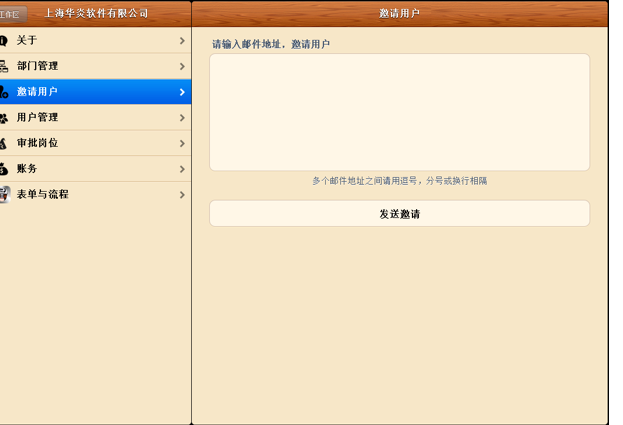 工作区
上海华炎软件有限公司
邀请用户
关于
部门管理
邀请用户
用户管理
审批岗位
账务
表单与流程
请输入邮件地址，邀请用户
多个邮件地址之间请用逗号，分号或换行相隔
发送邀请